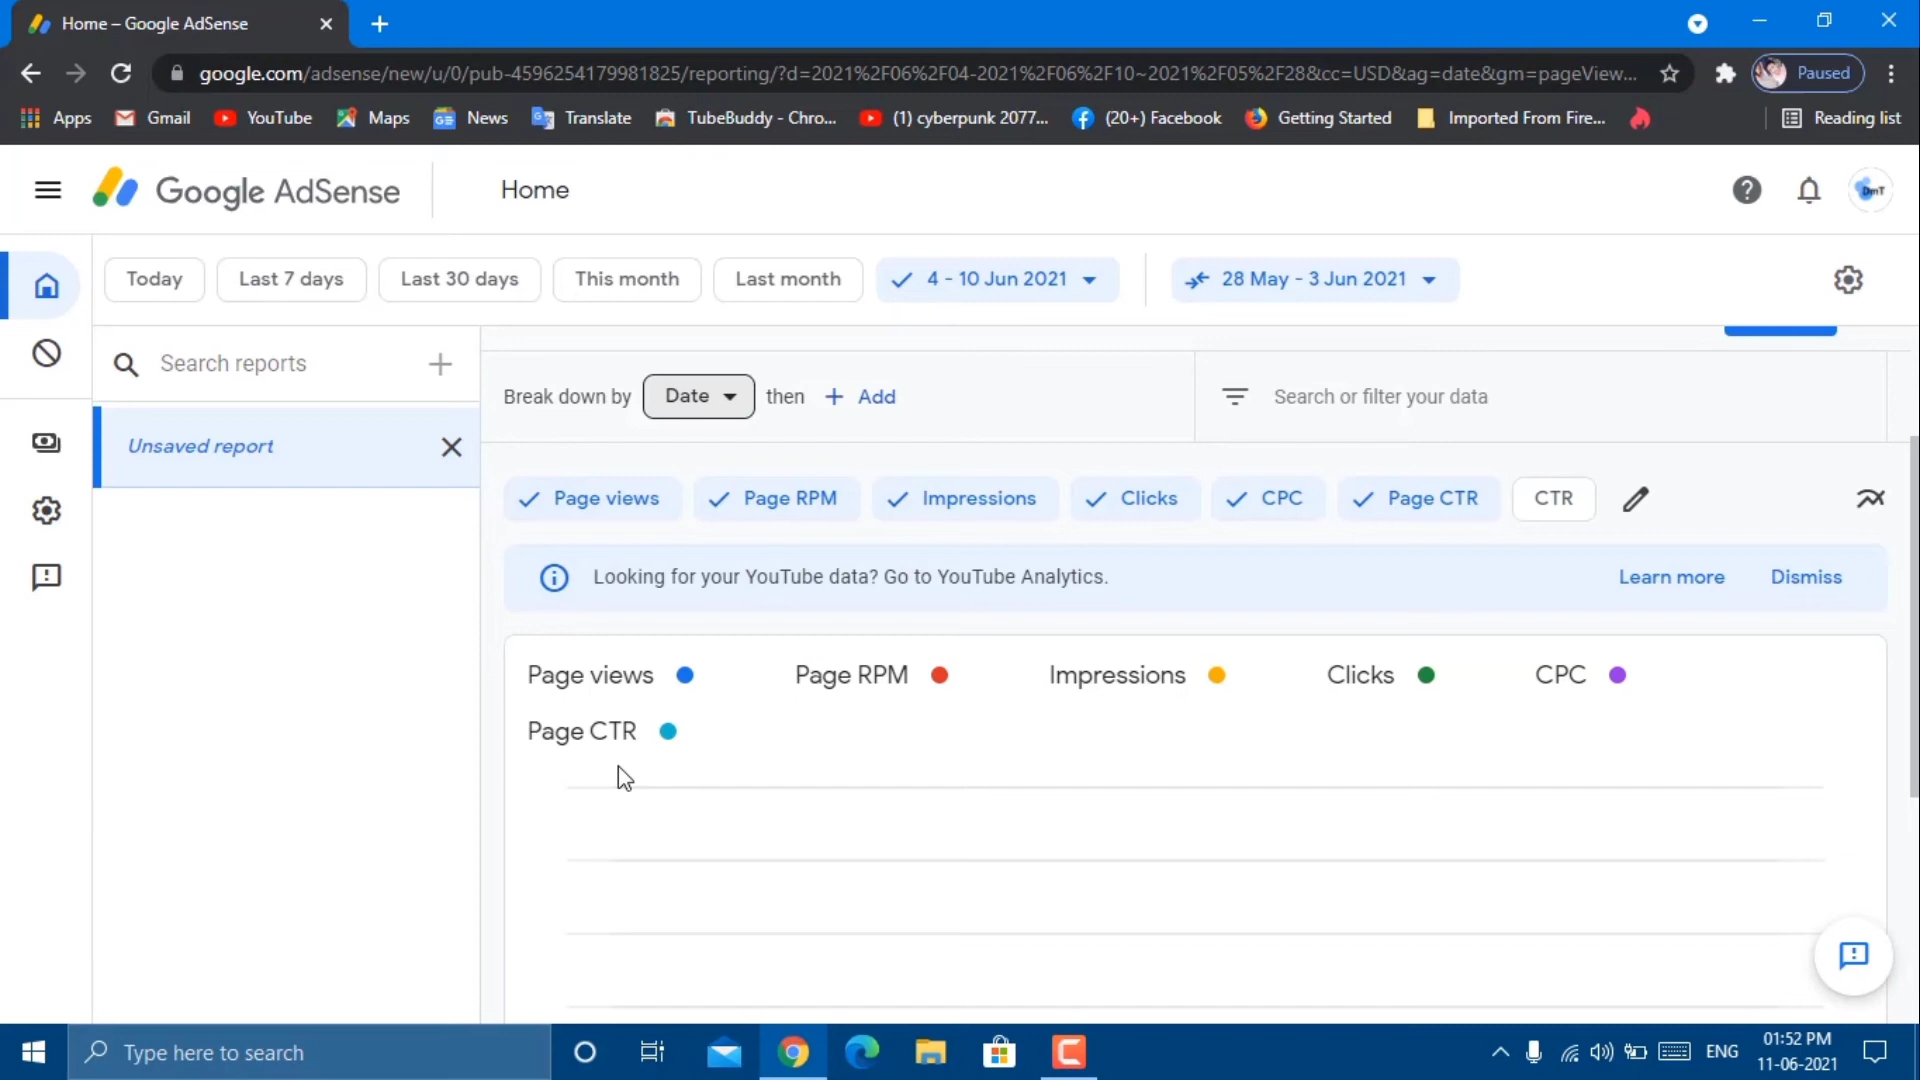 Home – Google AdSense
google.com/adsense/new/u/0/pub-4596254179981825/reporting/?d=2021%2F06%2F04-2021%2F06%2F10~2021%2F05%2F28&cc=USD&ag=date&gm=pageView...
Paused
Apps Gmail YouTube Maps News Translate TubeBuddy - Chro... (1) cyberpunk 2077... (20+) Facebook Getting Started Imported From Fire... Reading list
Google AdSense Home
DmT
Today Last 7 days Last 30 days This month Last month 4 - 10 Jun 2021 28 May - 3 Jun 2021
Search reports
Break down by Date then + Add Search or filter your data
Unsaved report
Page views Page RPM Impressions Clicks CPC Page CTR CTR
Looking for your YouTube data? Go to YouTube Analytics. Learn more Dismiss
Page views Page RPM Impressions Clicks CPC
Page CTR
Type here to search
ENG
01:52 PM
11-06-2021